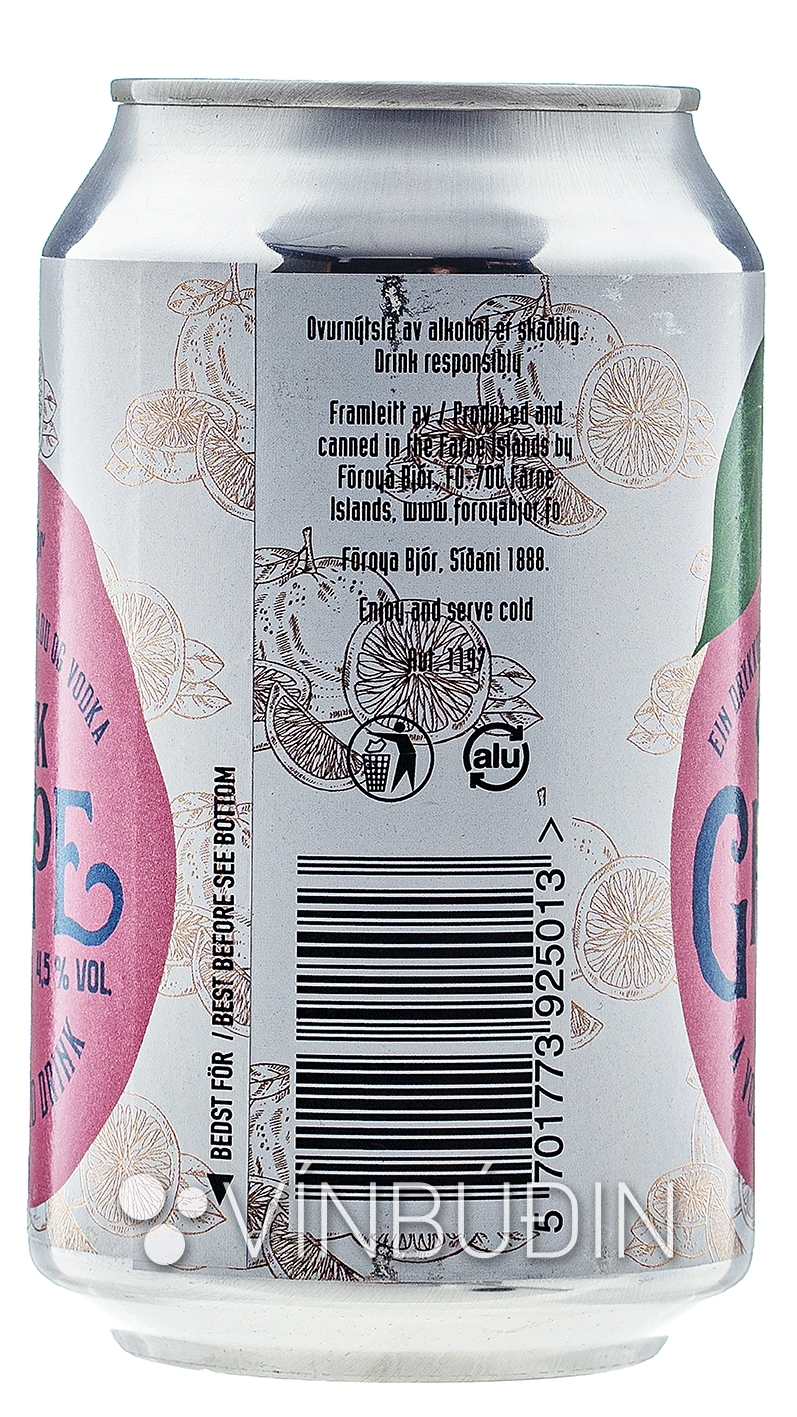 Ovurnýtsla av alkohol er skaðilig.
Drink responsibly
Framleitt av / Produced and
canned in the Faroe Islands by
Föroya Bjór, FO-700 Faroe
Islands, www.foroyabjor.fo
Föroya Bjór, Síðani 1888.
Enjoy and serve cold
Aut. 1197
alu
5 701773 925013 >
BEDST FÖR / BEST BEFORE SEE BOTTOM
OG VODKA
PE
4,5 % VOL.
DRINK
EIN
G
A
VÍNBÚÐIN